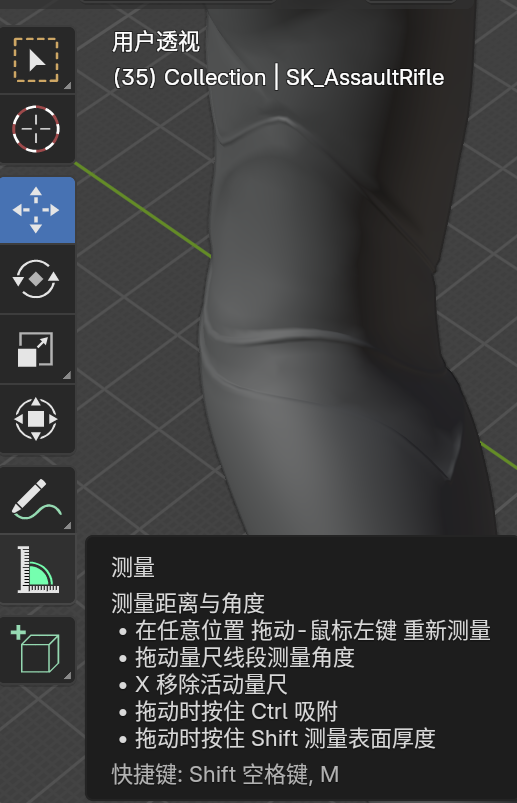 用户透视
(35) Collection | SK_AssaultRifle
测量
测量距离与角度
• 在任意位置 拖动-鼠标左键 重新测量
• 拖动量尺线段测量角度
• X 移除活动量尺
• 拖动时按住 Ctrl 吸附
• 拖动时按住 Shift 测量表面厚度
快捷键: Shift 空格键, M